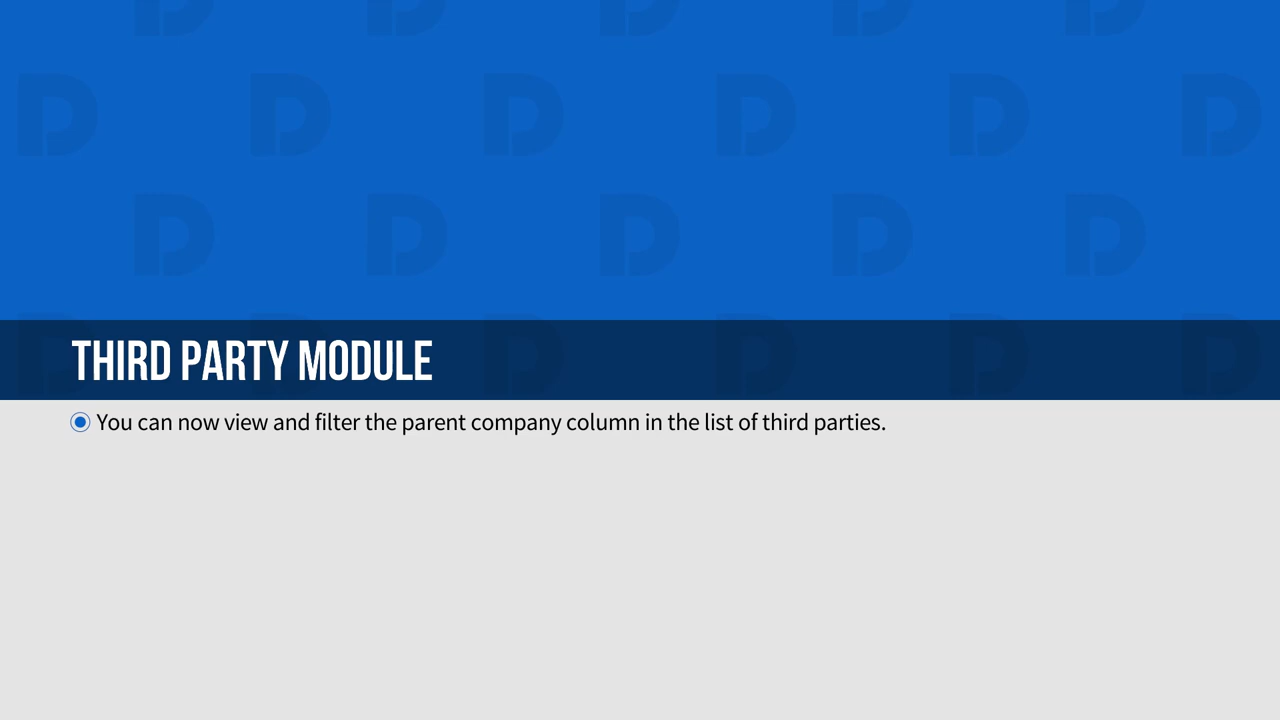 THIRD PARTY MODULE
You can now view and filter the parent company column in the list of third parties.